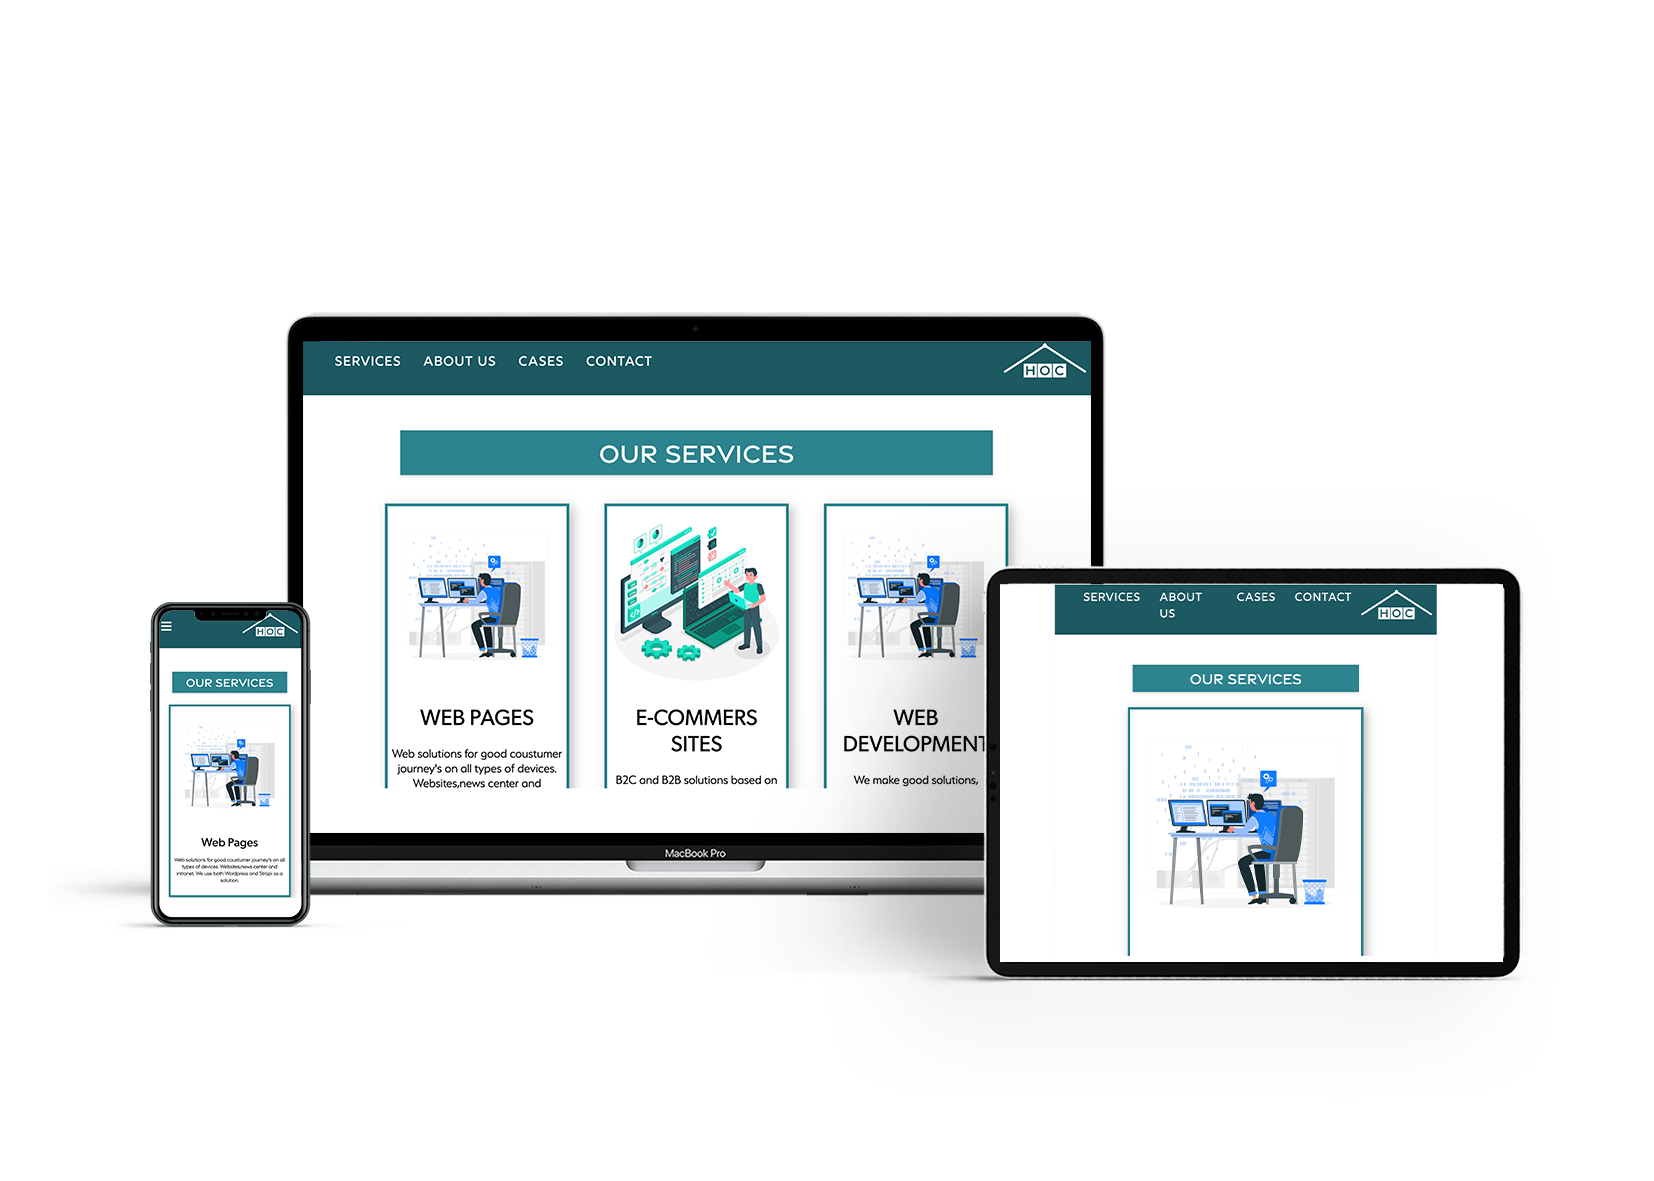 SERVICES ABOUT US CASES CONTACT
HOC
OUR SERVICES
WEB PAGES
Web solutions for good coustumer
journey's on all types of devices.
Websites,news center and
E-COMMERS
SITES
B2C and B2B solutions based on
WEB
DEVELOPMENT
We make good solutions,
MacBook Pro
HOC
OUR SERVICES
Web Pages
Web solutions for good coustumer journey's on all
types of devices. Websites,news center and
intranet. We use both Wordpress and Strapi as a
solution.
SERVICES ABOUT US CASES CONTACT
HOC
OUR SERVICES